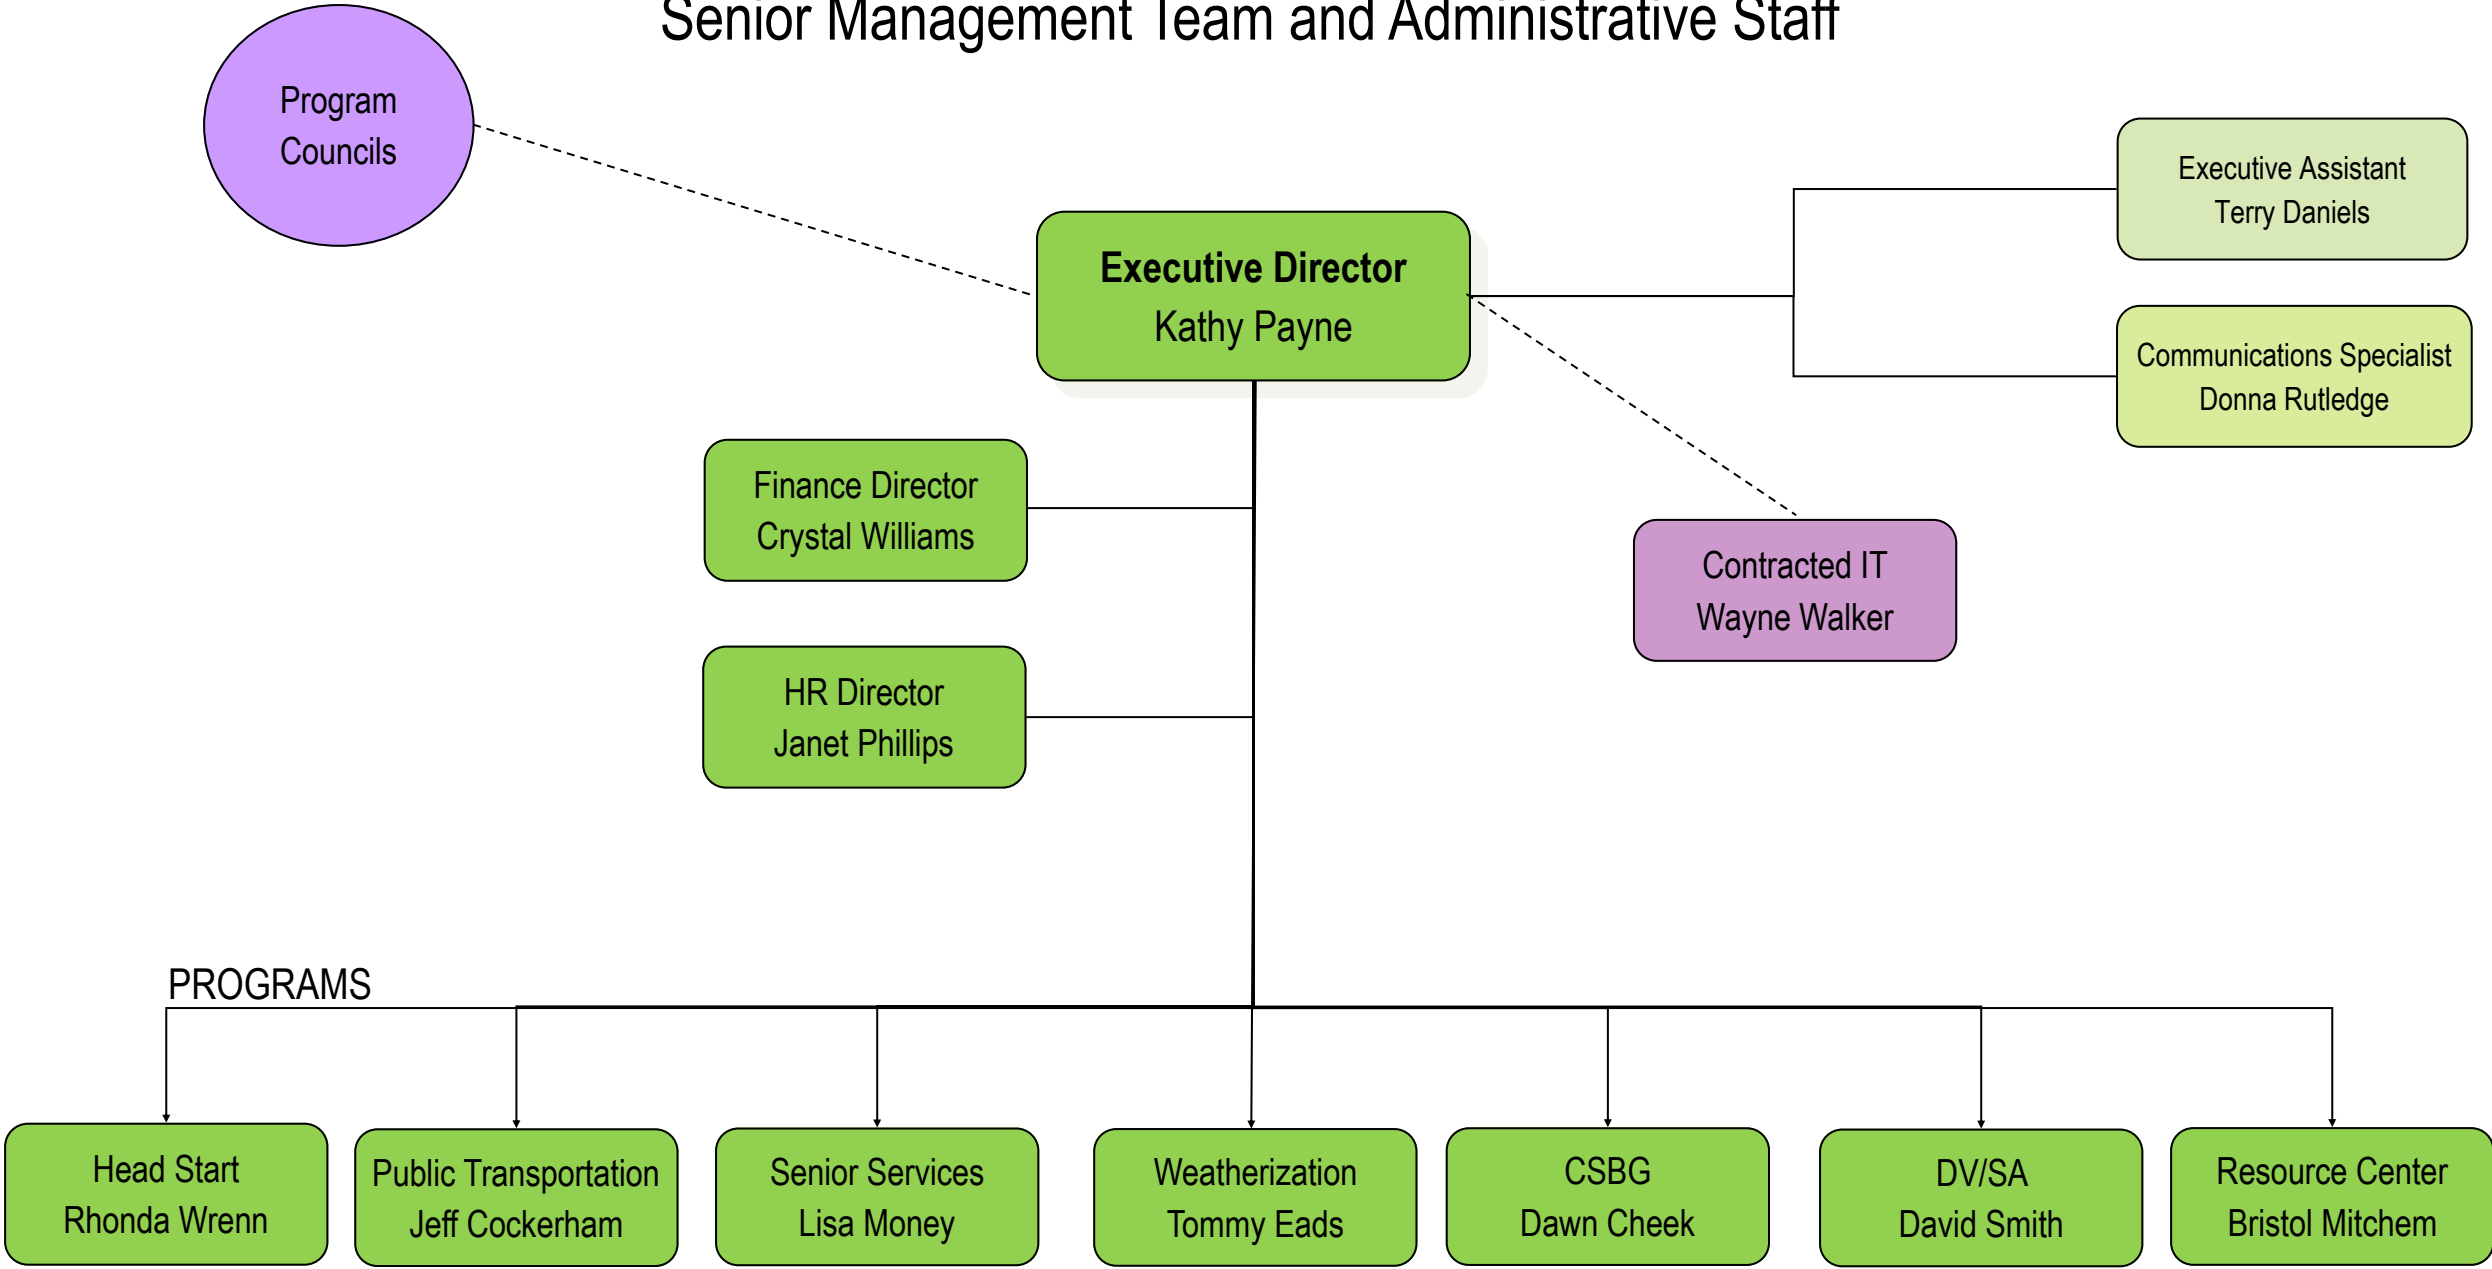 Senior Management Team and Administrative Staff
Program
Councils
Executive Assistant
Terry Daniels
Executive Director
Kathy Payne
Communications Specialist
Donna Rutledge
Finance Director
Crystal Williams
Contracted IT
Wayne Walker
HR Director
Janet Phillips
PROGRAMS
Head Start
Rhonda Wrenn
Public Transportation
Jeff Cockerham
Senior Services
Lisa Money
Weatherization
Tommy Eads
CSBG
Dawn Cheek
DV/SA
David Smith
Resource Center
Bristol Mitchem